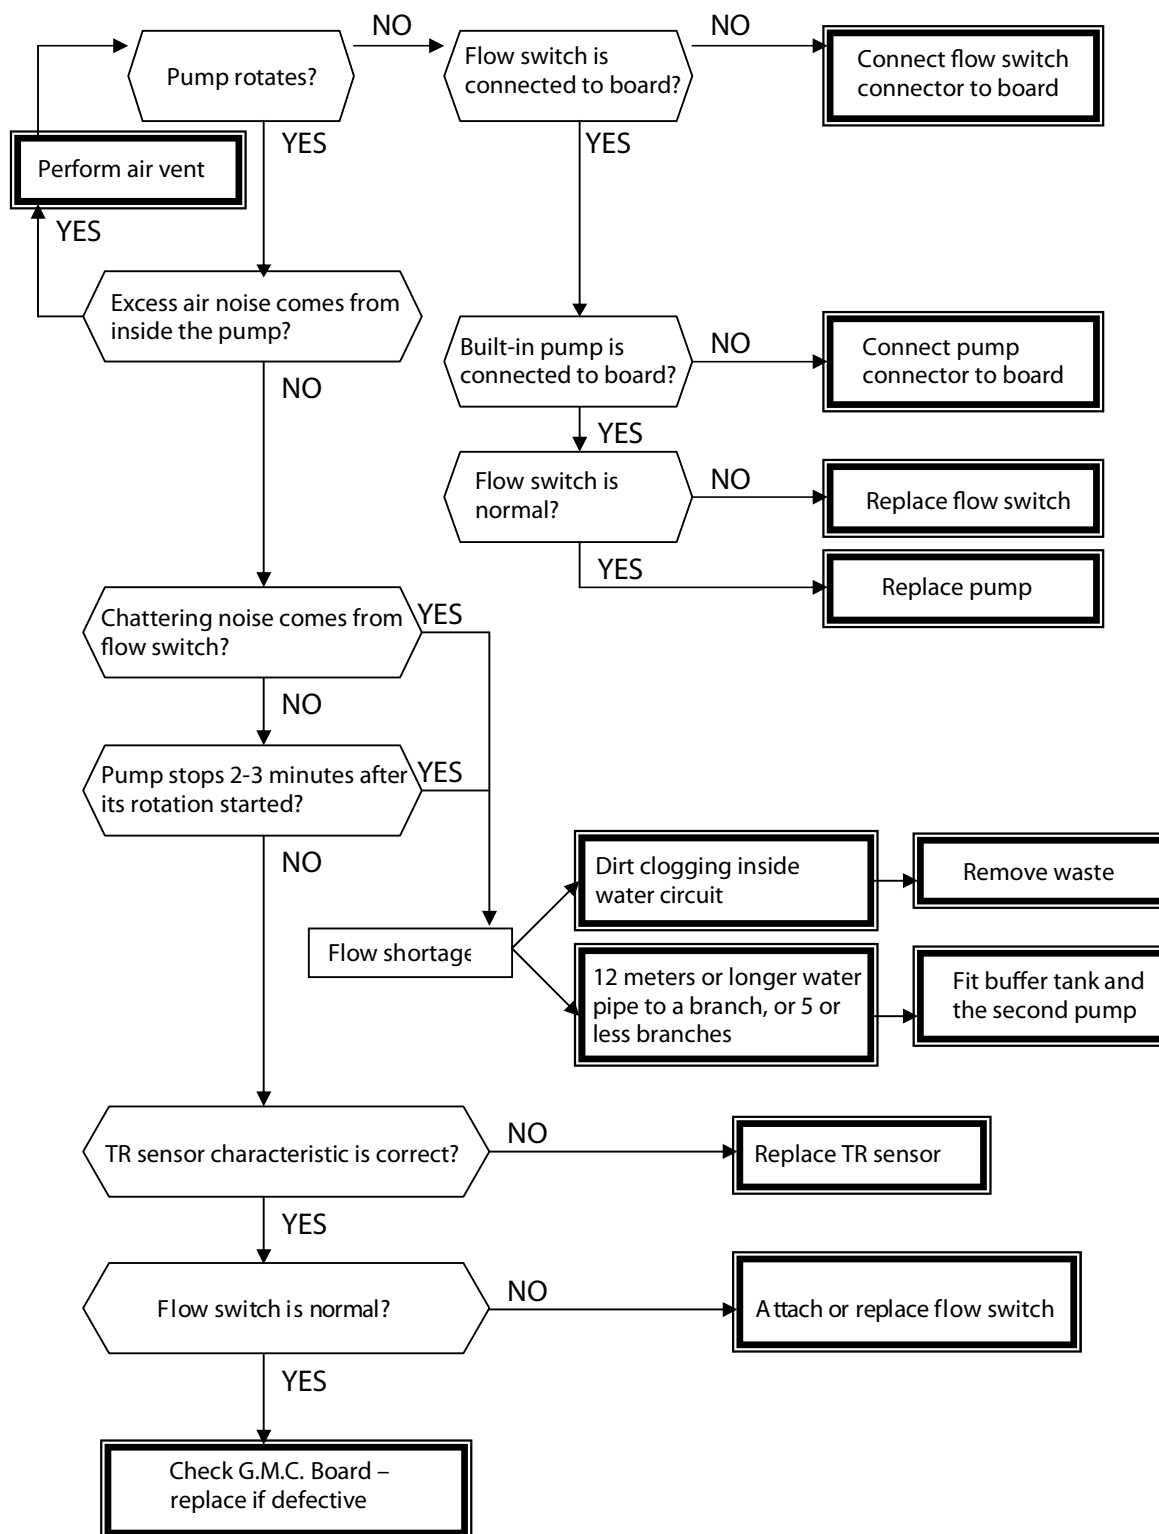 Pump rotates?
NO
Flow switch is
connected to board?
NO
Connect flow switch
connector to board
YES
YES
Perform air vent
YES
Excess air noise comes from
inside the pump?
NO
Built-in pump is
connected to board?
NO
Connect pump
connector to board
YES
Flow switch is
normal?
NO
Replace flow switch
YES
Replace pump
Chattering noise comes from
flow switch?
YES
NO
Pump stops 2-3 minutes after
its rotation started?
YES
NO
Flow shortage
Dirt clogging inside
water circuit
Remove waste
12 meters or longer water
pipe to a branch, or 5 or
less branches
Fit buffer tank and
the second pump
TR sensor characteristic is correct?
NO
Replace TR sensor
YES
Flow switch is normal?
NO
Attach or replace flow switch
YES
Check G.M.C. Board –
replace if defective